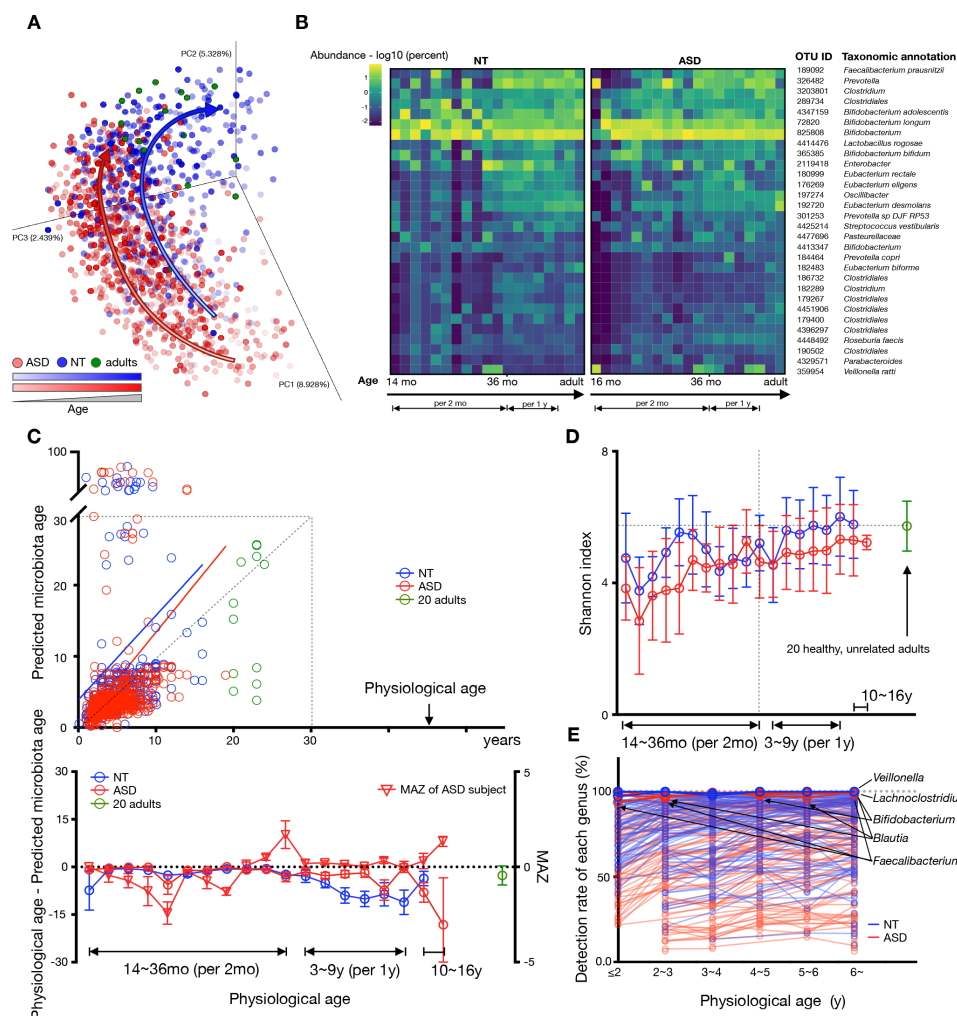 A
PC2 (5.328%)
PC3 (2.439%)
PC1 (8.928%)
ASD NT adults
Age
B
Abundance - log10 (percent)
NT
ASD
OTU ID Taxonomic annotation
2
1
0
-1
-2
189092 Faecalibacterium prausnitzii
326482 Prevotella
3203801 Clostridium
289734 Clostridiales
4347159 Bifidobacterium adolescentis
72820 Bifidobacterium longum
825808 Bifidobacterium
4414476 Lactobacillus rogosae
365385 Bifidobacterium bifidum
2119418 Enterobacter
180999 Eubacterium rectale
176269 Eubacterium eligens
197274 Oscillibacter
192720 Eubacterium desmolans
301253 Prevotella sp DJF RP53
4425214 Streptococcus vestibularis
4477696 Pasteurellaceae
4413347 Bifidobacterium
184464 Prevotella copri
182483 Eubacterium biforme
186732 Clostridiales
182289 Clostridium
179267 Clostridiales
4451906 Clostridiales
179400 Clostridiales
4396297 Clostridiales
4448492 Roseburia faecis
190502 Clostridiales
4329571 Parabacteroides
359954 Veillonella ratti
Age 14 mo 36 mo adult 16 mo 36 mo adult
per 2 mo per 1 y per 2 mo per 1 y
C
Predicted microbiota age
100
30
20
10
0
NT
ASD
20 adults
Physiological age
0 10 20 30 years
Physiological age - Predicted microbiota age
30
15
0
-15
-30
NT
ASD
20 adults
MAZ of ASD subject
5
0
-5
MAZ
14~36mo (per 2mo) 3~9y (per 1y) 10~16y
Physiological age
D
Shannon index
8
4
0
20 healthy, unrelated adults
10~16y
14~36mo (per 2mo) 3~9y (per 1y)
E
Detection rate of each genus (%)
100
50
0
Veillonella
Lachnoclostridiu
Bifidobacterium
Blautia
Faecalibacteriun
NT
ASD
≤2 2~3 3~4 4~5 5~6 6~
Physiological age (y)